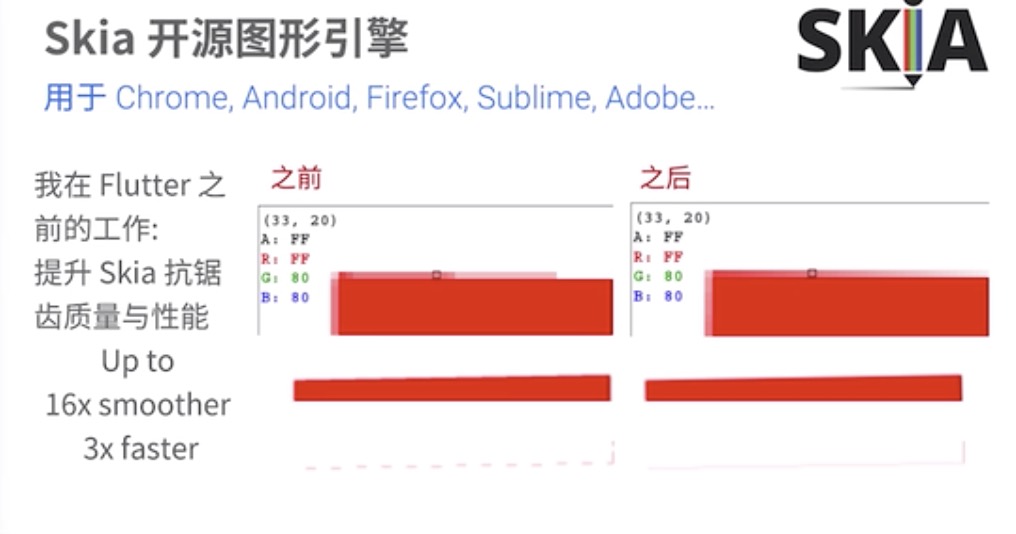 Skia 开源图形引擎
SKiA
用于 Chrome, Android, Firefox, Sublime, Adobe...
我在 Flutter 之
前的工作:
提升 Skia 抗锯
齿质量与性能
Up to
16x smoother
3x faster
之前
(33, 20)
A: FF
R: FF
G: 80
B: 80
之后
(33, 20)
A: FF
R: FF
G: 80
B: 80